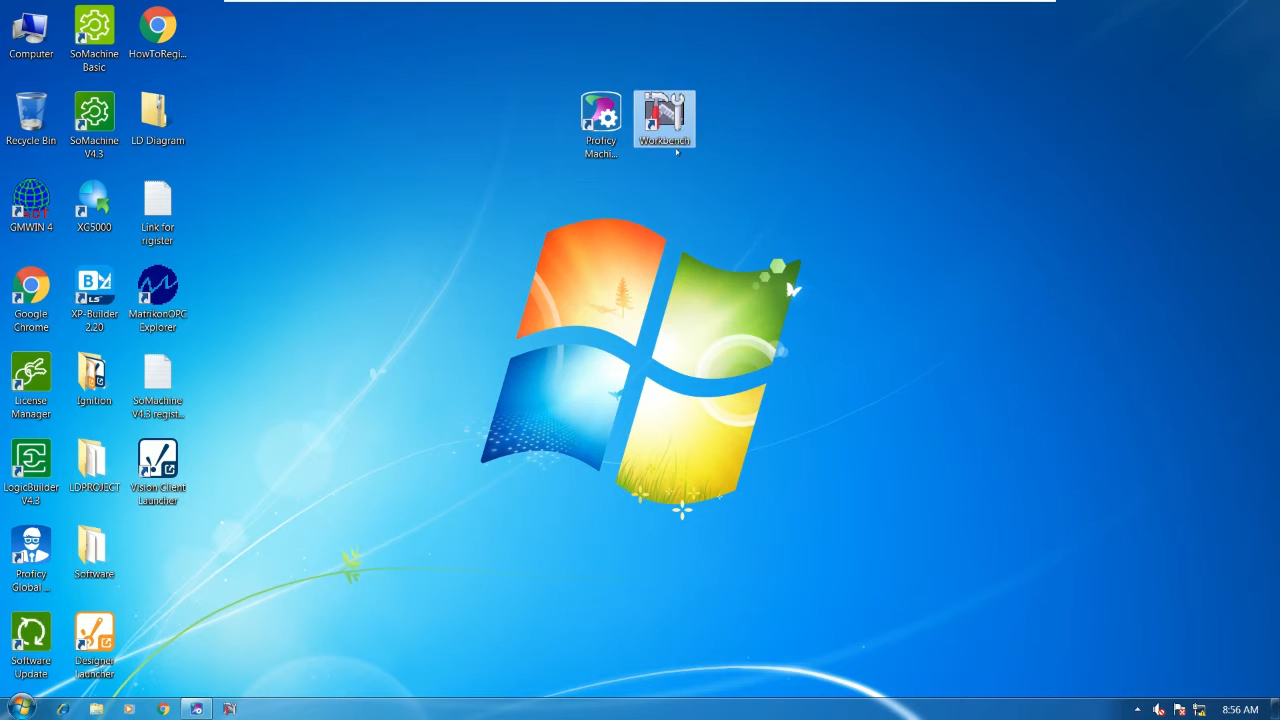 Computer
SoMachine
Basic
HowToRegi...
Recycle Bin
SoMachine
V4.3
LD Diagram
Profcy
Machi...
Workbench
GMWIN 4
XG5000
Link for
rigister
Google
Chrome
XP-Builder
2.20
MatrikonOPC
Explorer
License
Manager
Ignition
SoMachine
V4.3 regist...
LogicBuilder
V4.3
LDPROJECT
Vision Client
Launcher
Proficy
Global ...
Software
Software
Update
Designer
Launcher
8:56 AM